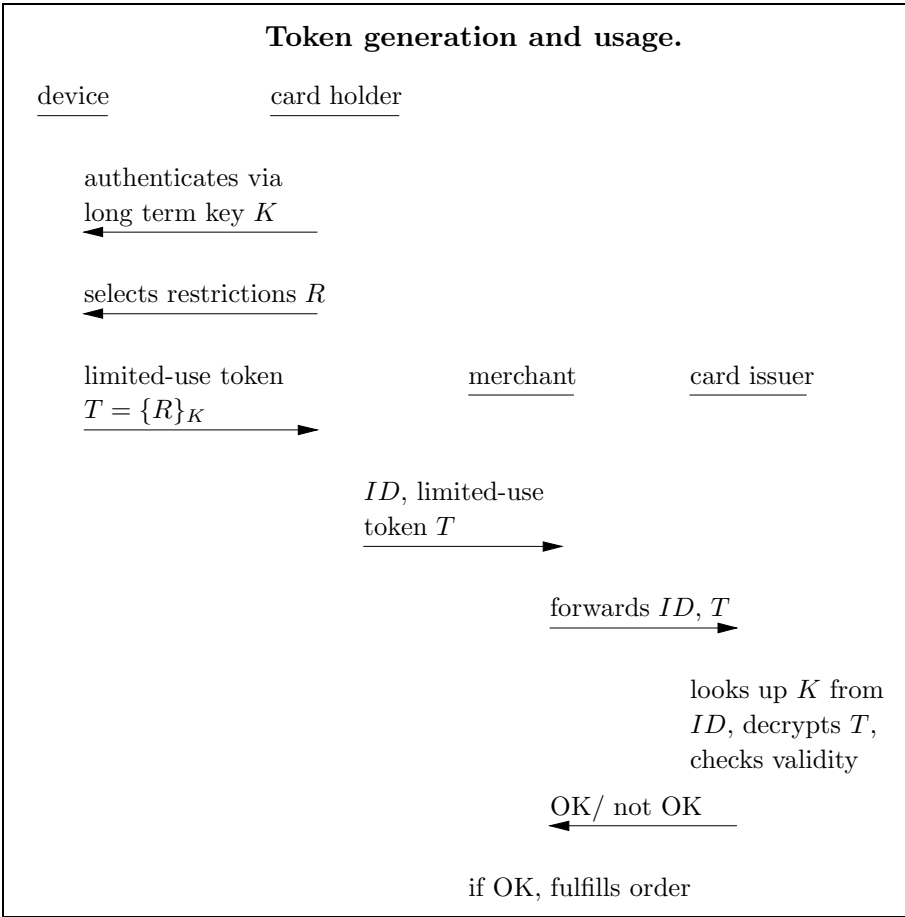 Token generation and usage.
device card holder
authenticates via
long term key K
selects restrictions R
limited-use token merchant card issuer
T = {R}K
ID, limited-use
token T
forwards ID, T
looks up K from
ID, decrypts T,
checks validity
OK/ not OK
if OK, fulfills order